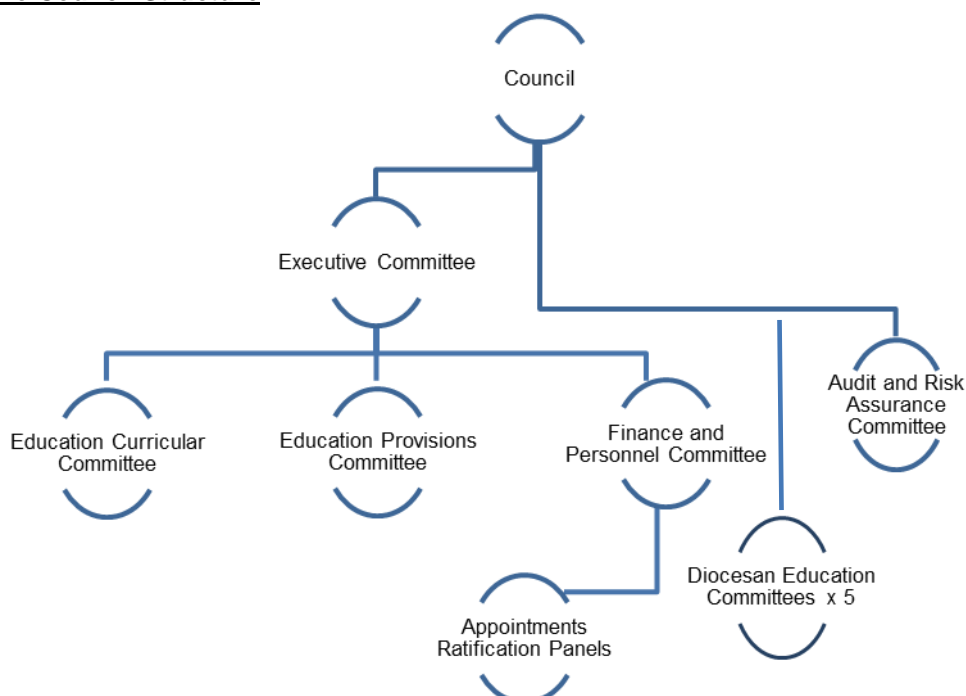 Council
Executive Committee
Education Curricular
Committee
Education Provisions
Committee
Finance and
Personnel Committee
Audit and Risk
Assurance
Committee
Diocesan Education
Committees x 5
Appointments
Ratification Panels